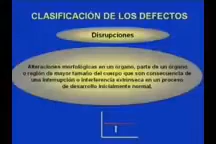 CLASIFICACIÓN DE LOS DEFECTOS
Disrupciones
Alteraciones morfológicas en un órgano, parte de un órgano
o región de mayor tamaño del cuerpo que son consecuencia de
una interrupción o interferencia extrínseca en un proceso
de desarrollo inicialmente normal.